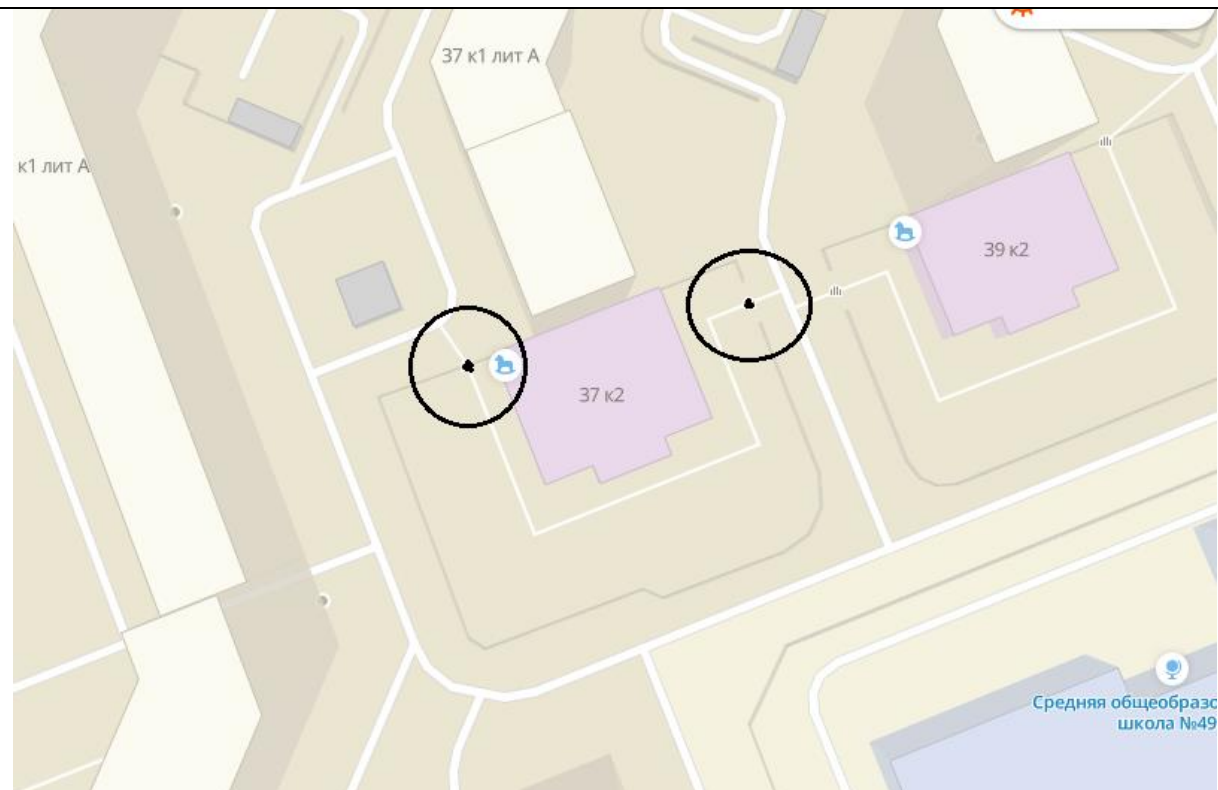 37 к1 лит А
к1 лит А
39 к2
37 к2
Средняя общеобразо
школа №49